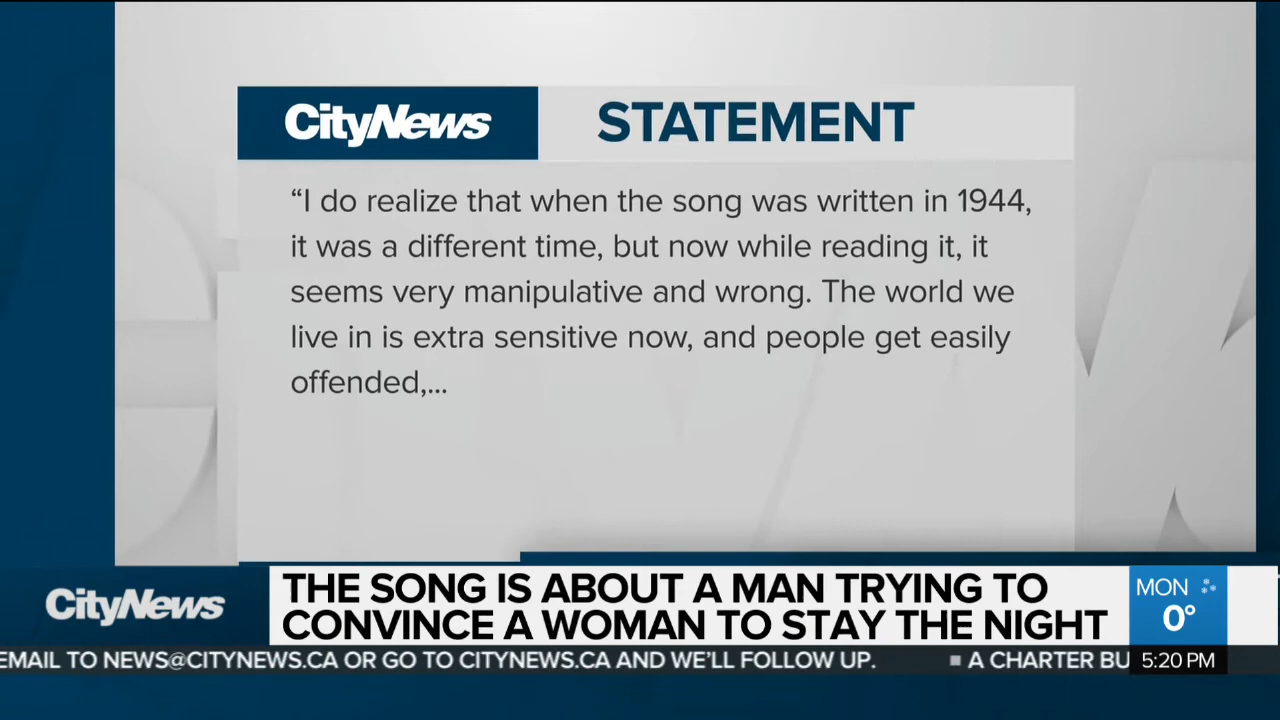 CityNews
STATEMENT
“I do realize that when the song was written in 1944,
it was a different time, but now while reading it, it
seems very manipulative and wrong. The world we
live in is extra sensitive now, and people get easily
offended,...
CityNews
THE SONG IS ABOUT A MAN TRYING TO
CONVINCE A WOMAN TO STAY THE NIGHT
MON
0°
EMAIL TO NEWS@CITYNEWS.CA OR GO TO CITYNEWS.CA AND WE'LL FOLLOW UP. ■ A CHARTER BU
5:20 PM